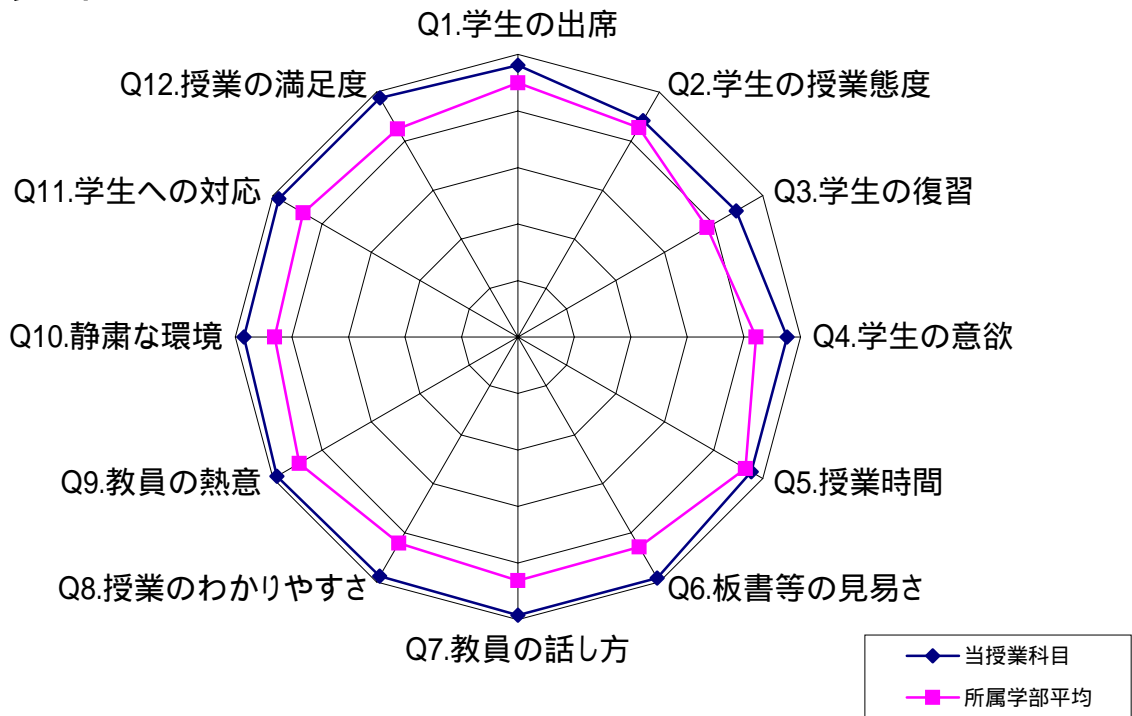 Q1.学生の出席
Q2.学生の授業態度
Q3.学生の復習
Q4.学生の意欲
Q5.授業時間
Q6.板書等の見易さ
Q7.教員の話し方
Q8.授業のわかりやすさ
Q9.教員の熱意
Q10.静粛な環境
Q11.学生への対応
Q12.授業の満足度
当授業科目
所属学部平均